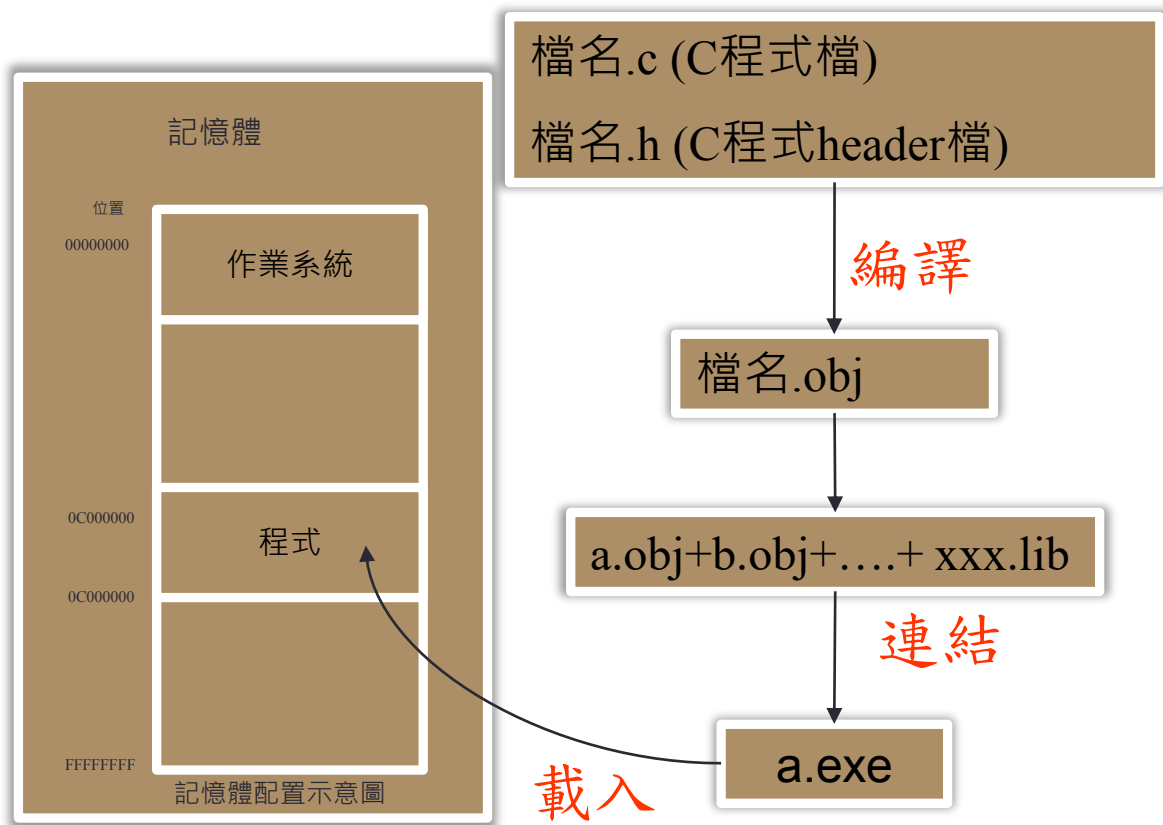 檔名.c (C程式檔)
檔名.h (C程式header檔)
編譯
檔名.obj
a.obj+b.obj+….+ xxx.lib
連結
a.exe
載入
記憶體
位置
00000000
作業系統
0C000000
程式
0C000000
FFFFFFFF
記憶體配置示意圖